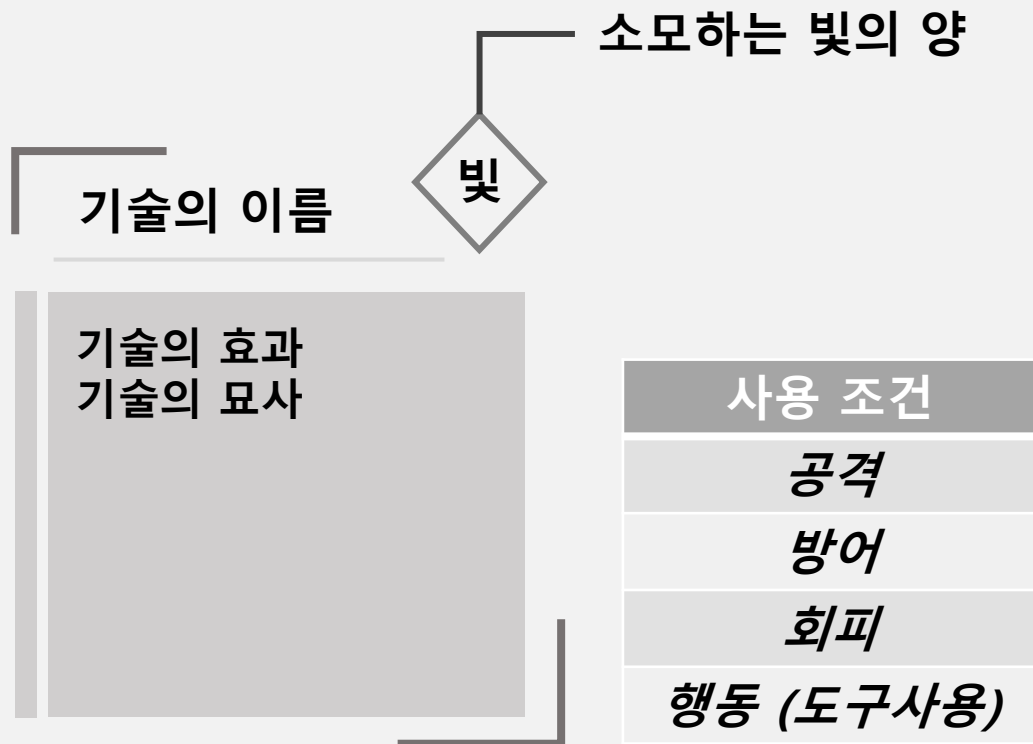 소모하는 빛의 양
빛
기술의 이름
기술의 효과
기술의 묘사
사용 조건
공격
방어
회피
행동 (도구사용)